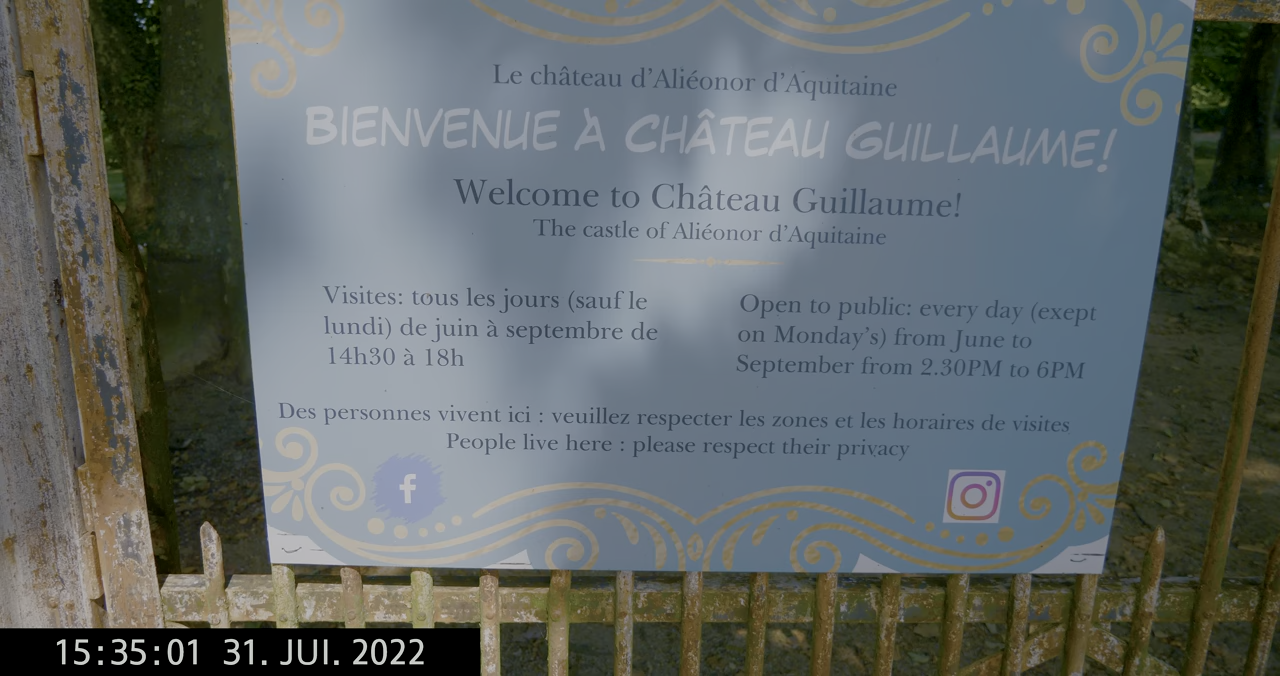 Le château d'Aliéonor d'Aquitaine
BIENVENUE À CHÂTEAU GUILLAUME!
Welcome to Château Guillaume!
The castle of Aliéonor d'Aquitaine
Visites: tous les jours (sauf le
lundi) de juin à septembre de
14h30 à 18h
Open to public: every day (exept
on Monday's) from June to
September from 2.30PM to 6PM
Des personnes vivent ici : veuillez respecter les zones et les horaires de visites
People live here : please respect their privacy
15:35:01 31. JUI. 2022